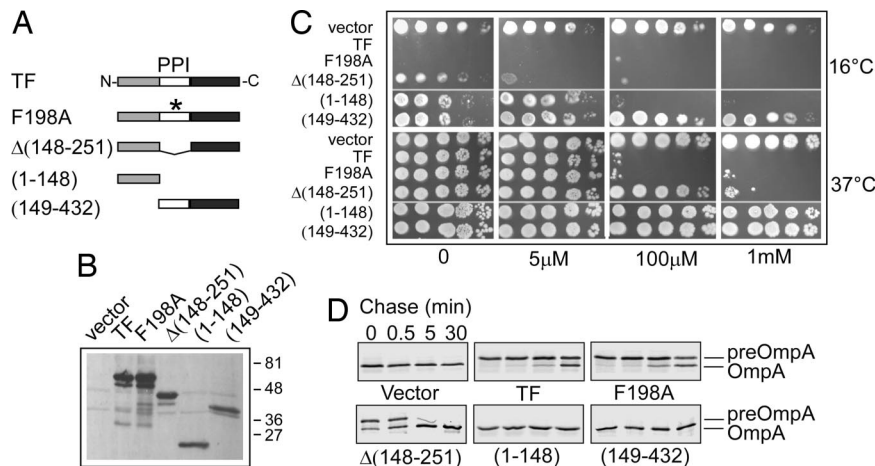 A
PPI
TF
N-
-C
*
F198A
Δ(148-251)
(1-148)
(149-432)
B
vector
TF
F198A
Δ(148-251)
(1-148)
(149-432)
- 81
- 48
- 36
- 27
C
vector
TF
F198A
Δ(148-251)
(1-148)
(149-432)
16°C
vector
TF
F198A
Δ(148-251)
(1-148)
(149-432)
37°C
0 5μM 100μM 1mM
D
Chase (min)
0 0.5 5 30
preOmpA
OmpA
Vector TF F198A
preOmpA
OmpA
Δ(148-251) (1-148) (149-432)